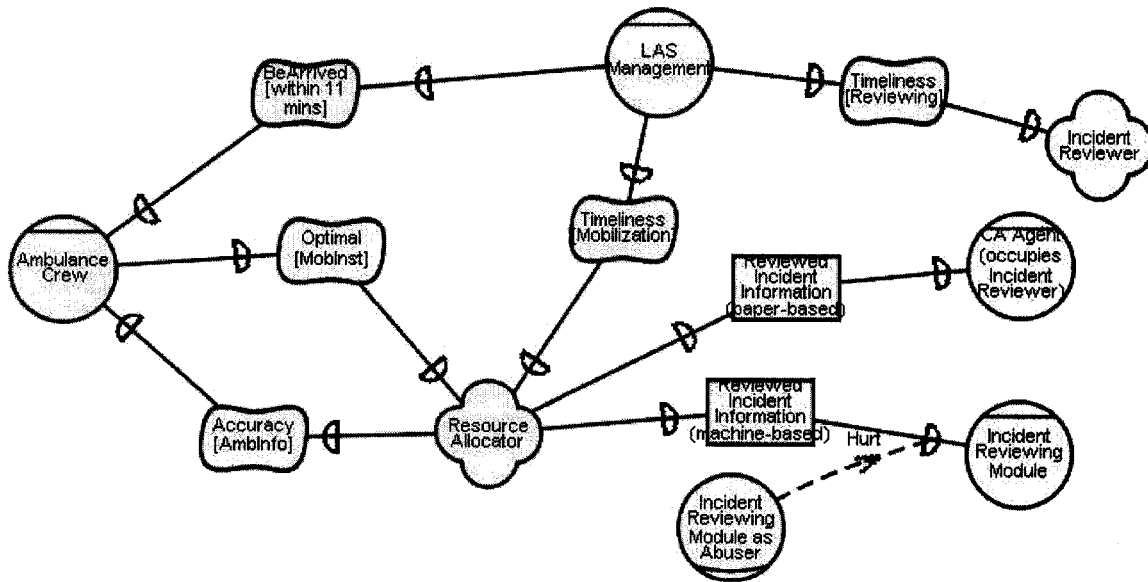 LAS
Management
BeArrived
[within 11
mins]
Timeliness
[Reviewing]
Incident
Reviewer
Ambulance
Crew
Optimal
[MobInst]
Timeliness
Mobilization]
Reviewed
Incident
Information
(paper-based)
CA Agent
(occupies
Incident
Reviewer)
Accuracy
[AmbInfo]
Resource
Allocator
Reviewed
Incident
Information
(machine-based)
Hurt
Incident
Reviewing
Module
Incident
Reviewing
Module as
Abuser